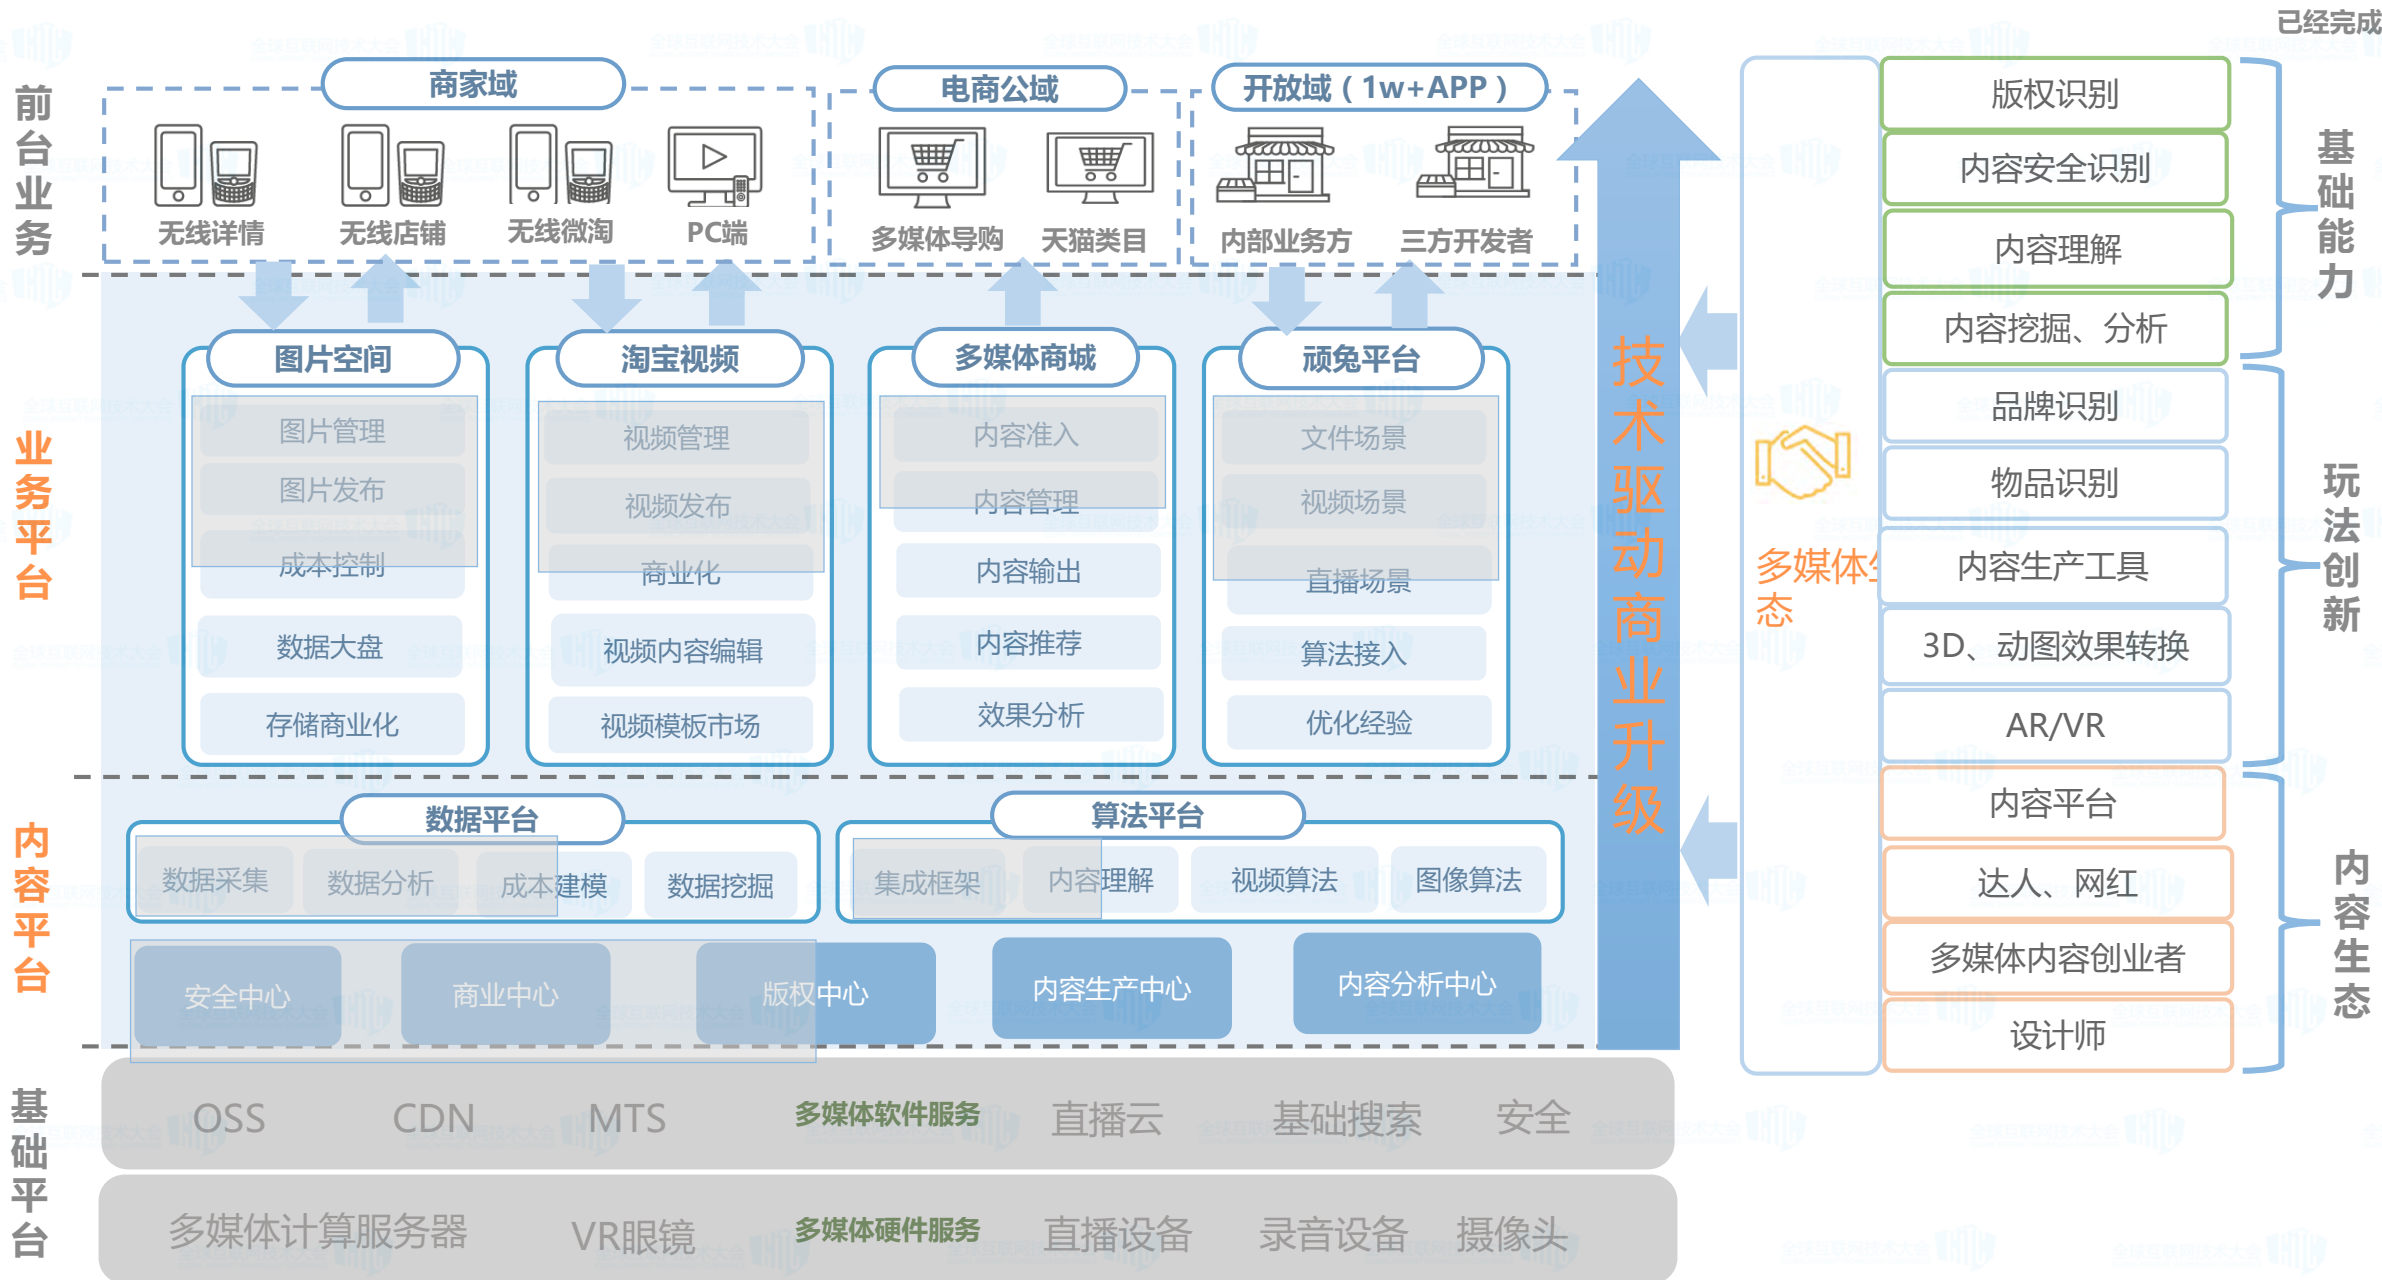 已经完成
前台业务
商家域
电商公域
开放域（1w+APP）
无线详情
无线店铺
无线微淘
PC端
多媒体导购
天猫类目
内部业务方
三方开发者
业务平台
图片空间
图片管理
图片发布
成本控制
数据大盘
存储商业化
淘宝视频
视频管理
视频发布
商业化
视频内容编辑
视频模板市场
多媒体商城
内容准入
内容管理
内容输出
内容推荐
效果分析
顽兔平台
文件场景
视频场景
直播场景
算法接入
优化经验
内容平台
数据平台
数据采集
数据分析
成本建模
数据挖掘
算法平台
集成框架
内容理解
视频算法
图像算法
安全中心
商业中心
版权中心
内容生产中心
内容分析中心
基础平台
OSS
CDN
MTS
多媒体软件服务
直播云
基础搜索
安全
多媒体计算服务器
VR眼镜
多媒体硬件服务
直播设备
录音设备
摄像头
技术驱动商业升级
多媒体生
态
版权识别
内容安全识别
内容理解
内容挖掘、分析
基础能力
品牌识别
物品识别
内容生产工具
3D、动图效果转换
AR/VR
玩法创新
内容平台
达人、网红
多媒体内容创业者
设计师
内容生态
全球互联网技术大会